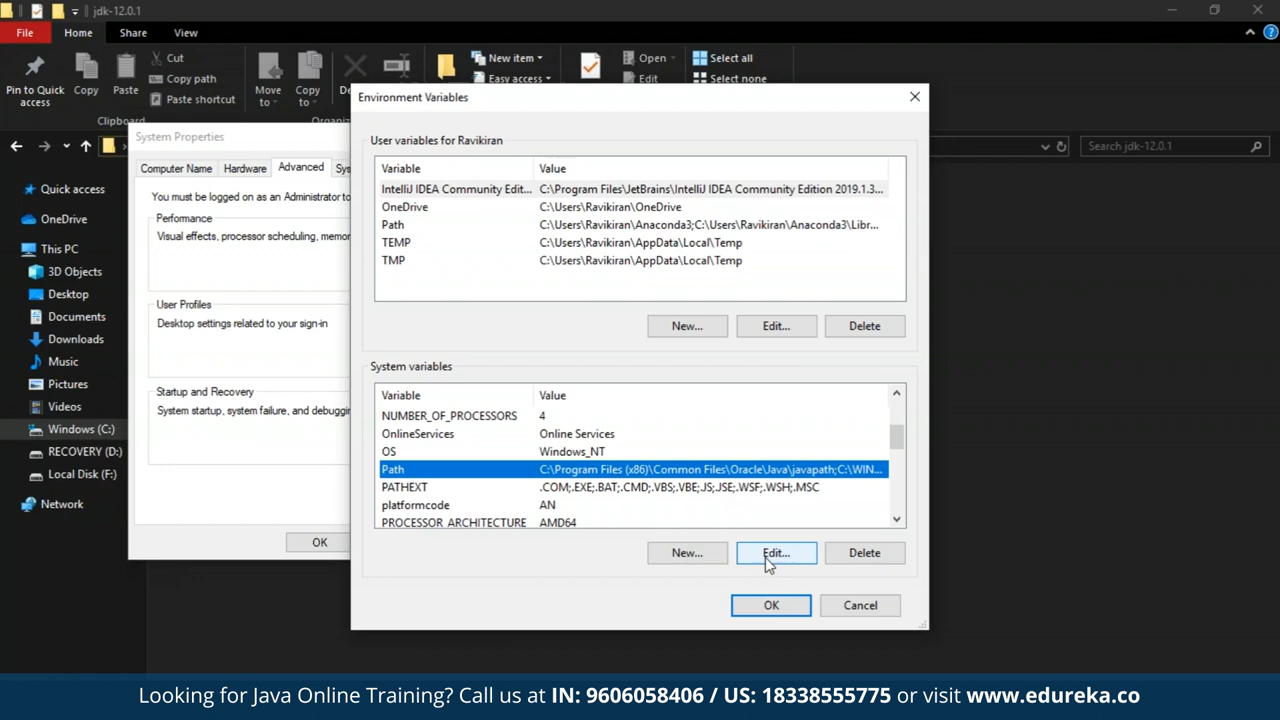 jdk-12.0.1
File Home Share View
Pin to Quick access
Copy
Paste
Cut
Copy path
Paste shortcut
Clipboard
Move to
Copy to
New item
Easy access
Open
Edit
Select all
Select none
Search jdk-12.0.1
Quick access
OneDrive
This PC
3D Objects
Desktop
Documents
Downloads
Music
Pictures
Videos
Windows (C:)
RECOVERY (D:)
Local Disk (F:)
Network
System Properties
Computer Name Hardware Advanced
You must be logged on as an Administrator to
Performance
Visual effects, processor scheduling,
User Profiles
Desktop settings related to your sign-in
Startup and Recovery
System startup, system failure, and
OK
Environment Variables
User variables for Ravikiran
Variable Value
IntelliJ IDEA Community Edit... C:\Program Files\JetBrains\IntelliJ IDEA Community Edition 2019.1.3...
OneDrive C:\Users\Ravikiran\OneDrive
Path C:\Users\Ravikiran\Anaconda3;C:\Users\Ravikiran\Anaconda3\Libr...
TEMP C:\Users\Ravikiran\AppData\Local\Temp
TMP C:\Users\Ravikiran\AppData\Local\Temp
New... Edit... Delete
System variables
Variable Value
NUMBER_OF_PROCESSORS 4
OnlineServices Online Services
OS Windows_NT
Path C:\Program Files (x86)\Common Files\Oracle\Java\javapath;C:\WIN...
PATHEXT .COM;.EXE;.BAT;.CMD;.VBS;.VBE;.JS;.JSE;.WSF;.WSH;.MSC
platformcode AN
PROCESSOR_ARCHITECTURE AMD64
New... Edit... Delete
OK Cancel
Looking for Java Online Training? Call us at IN: 9606058406 / US: 18338555775 or visit www.edureka.co